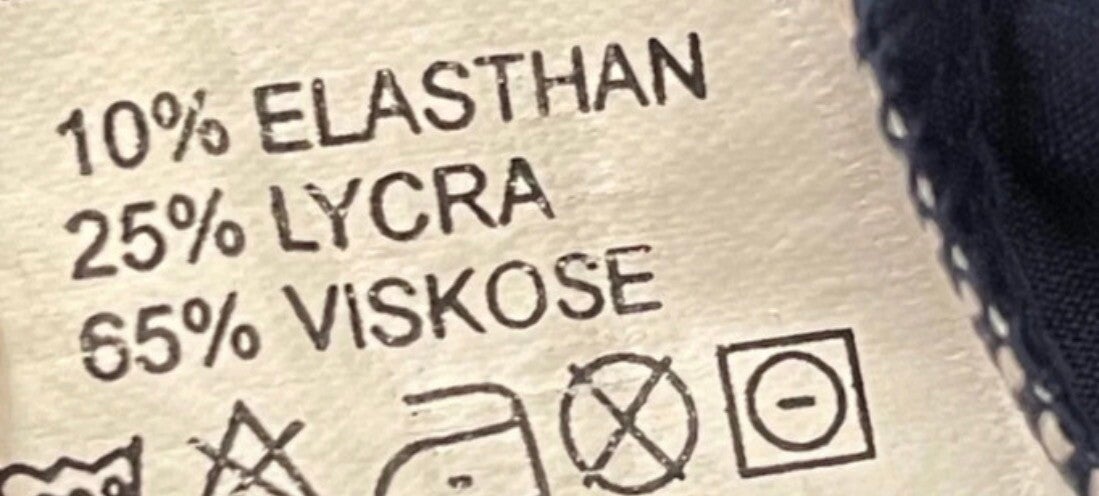 10% ELASTHAN
25% LYCRA
65% VISKOSE